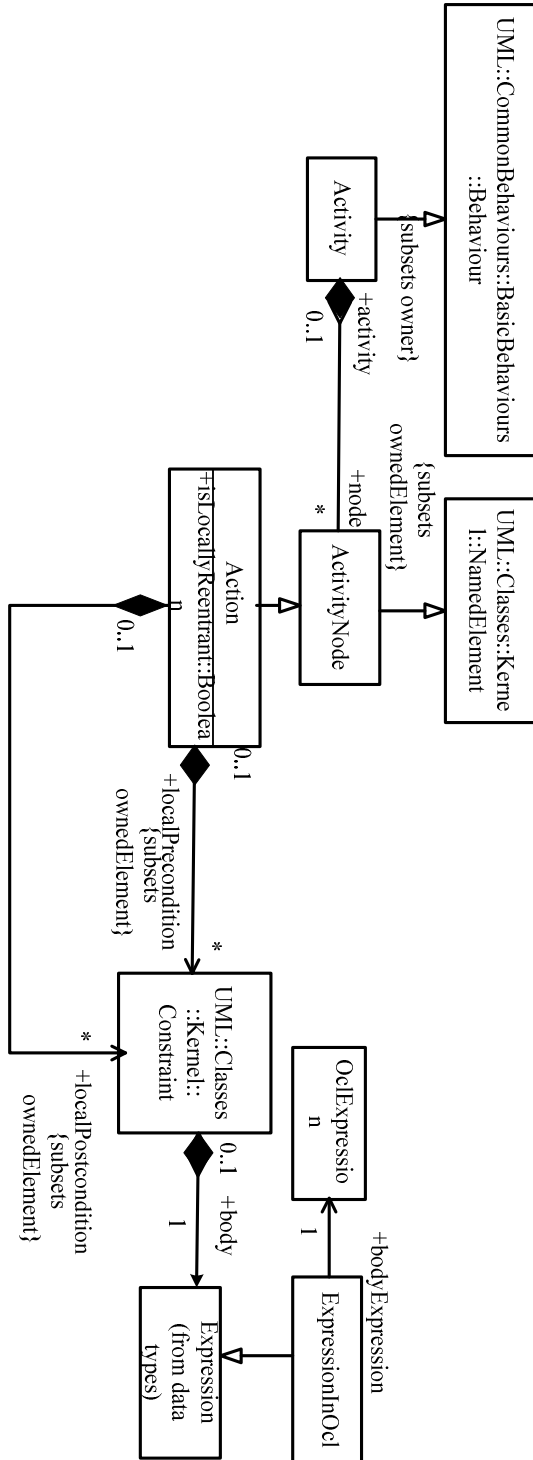 UML::CommonBehaviours::BasicBehaviours
::Behaviour
UML::Classes::Kerne
l::NamedElement
Activity
{subsets owner}
+activity
0..1
{subsets
ownedElement}
+node
*
ActivityNode
Action
+isLocallyReentrant::Boolea
n
0..1
0..1
+localPrecondition
{subsets
ownedElement}
*
UML::Classes
::Kernel::
Constraint
*
+localPostcondition
{subsets
ownedElement}
0..1
+body
1
OclExpressio
n
1
+bodyExpression
ExpressionInOcl
Expression
(from data
types)